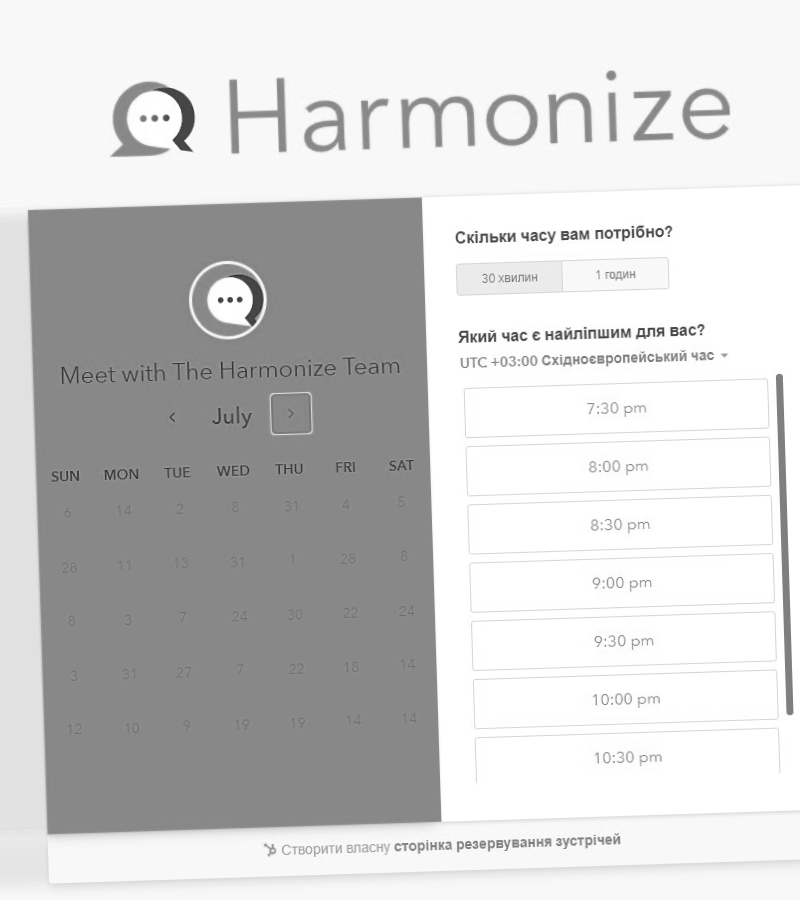 Harmonize
Meet with The Harmonize Team
July
SUN MON TUE WED THU FRI SAT
6 14 2 8 31 4 5
28 11 13 31 1 28 8
8 3 7 24 30 22 24
3 31 27 7 22 18 14
12 10 9 19 19 14 14
Скільки часу вам потрібно?
30 хвилин 1 годин
Який час є найліпшим для вас?
UTC +03:00 Східноєвропейський час
7:30 pm
8:00 pm
8:30 pm
9:00 pm
9:30 pm
10:00 pm
10:30 pm
Створити власну сторінка резервування зустрічей